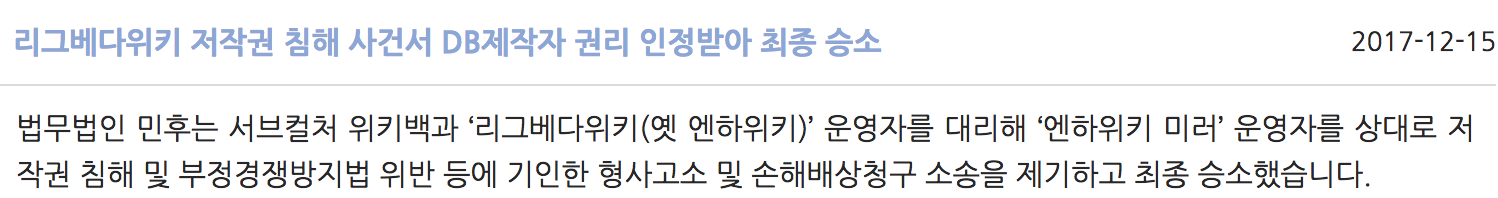 리그베다위키 저작권 침해 사건서 DB제작자 권리 인정받아 최종 승소 2017-12-15
법무법인 민후는 서브컬처 위키백과 ‘리그베다위키(옛 엔하위키)’ 운영자를 대리해 ‘엔하위키 미러’ 운영자를 상대로 저
작권 침해 및 부정경쟁방지법 위반 등에 기인한 형사고소 및 손해배상청구 소송을 제기하고 최종 승소했습니다.